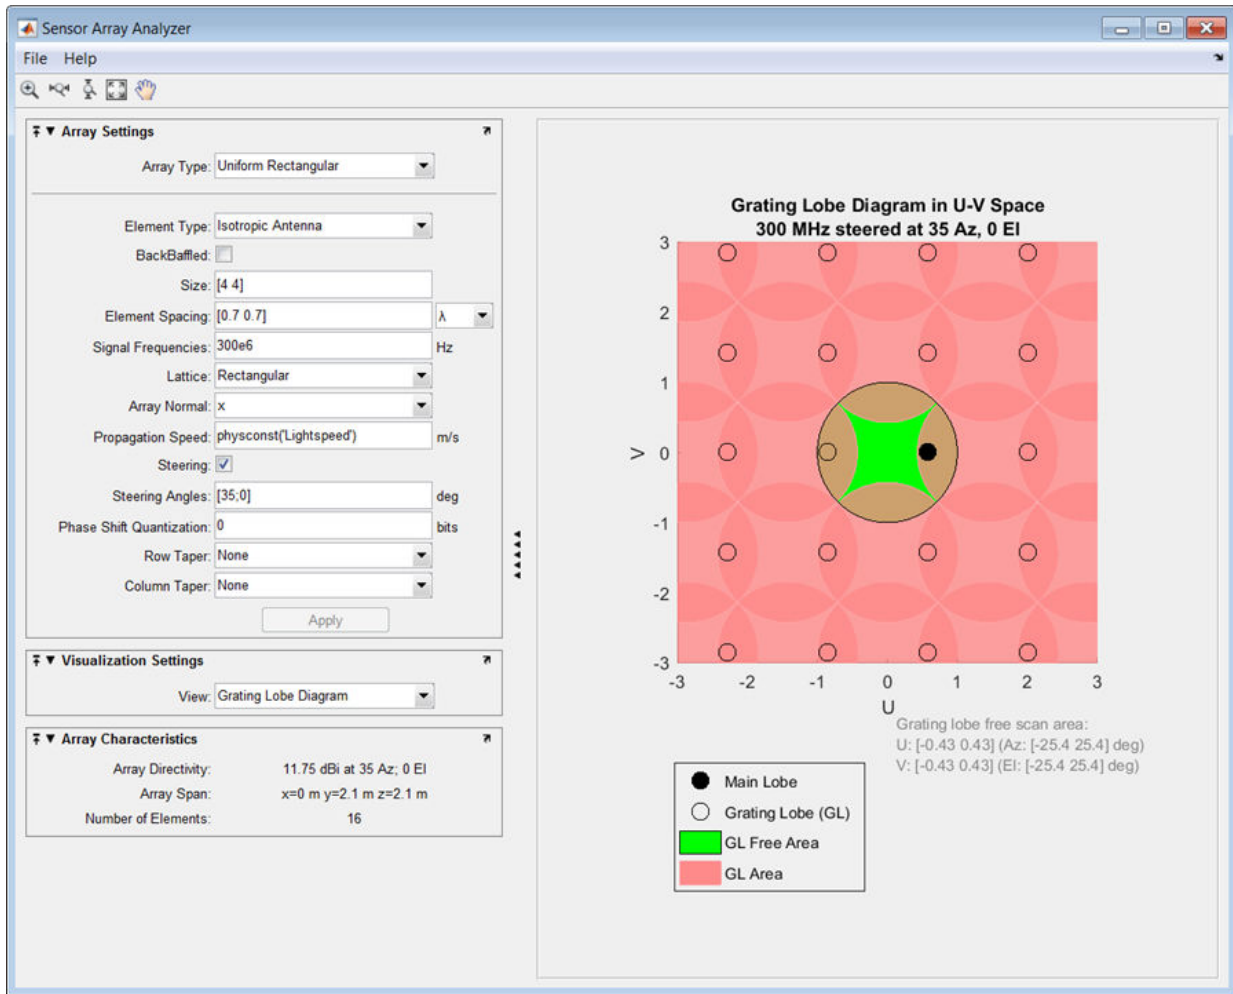 Sensor Array Analyzer
File Help
Array Settings
Array Type: Uniform Rectangular
Element Type: Isotropic Antenna
BackBaffled:
Size: [4 4]
Element Spacing: [0.7 0.7] λ
Signal Frequencies: 300e6 Hz
Lattice: Rectangular
Array Normal: x
Propagation Speed: physconst('Lightspeed') m/s
Steering:
Steering Angles: [35;0] deg
Phase Shift Quantization: 0 bits
Row Taper: None
Column Taper: None
Apply
Visualization Settings
View: Grating Lobe Diagram
Array Characteristics
Array Directivity: 11.75 dBi at 35 Az; 0 El
Array Span: x=0 m y=2.1 m z=2.1 m
Number of Elements: 16
Grating Lobe Diagram in U-V Space
300 MHz steered at 35 Az, 0 El
3
2
1
0
-1
-2
-3
V
-3 -2 -1 0 1 2 3
U
Grating lobe free scan area:
U: [-0.43 0.43] (Az: [-25.4 25.4] deg)
V: [-0.43 0.43] (El: [-25.4 25.4] deg)
Main Lobe
Grating Lobe (GL)
GL Free Area
GL Area